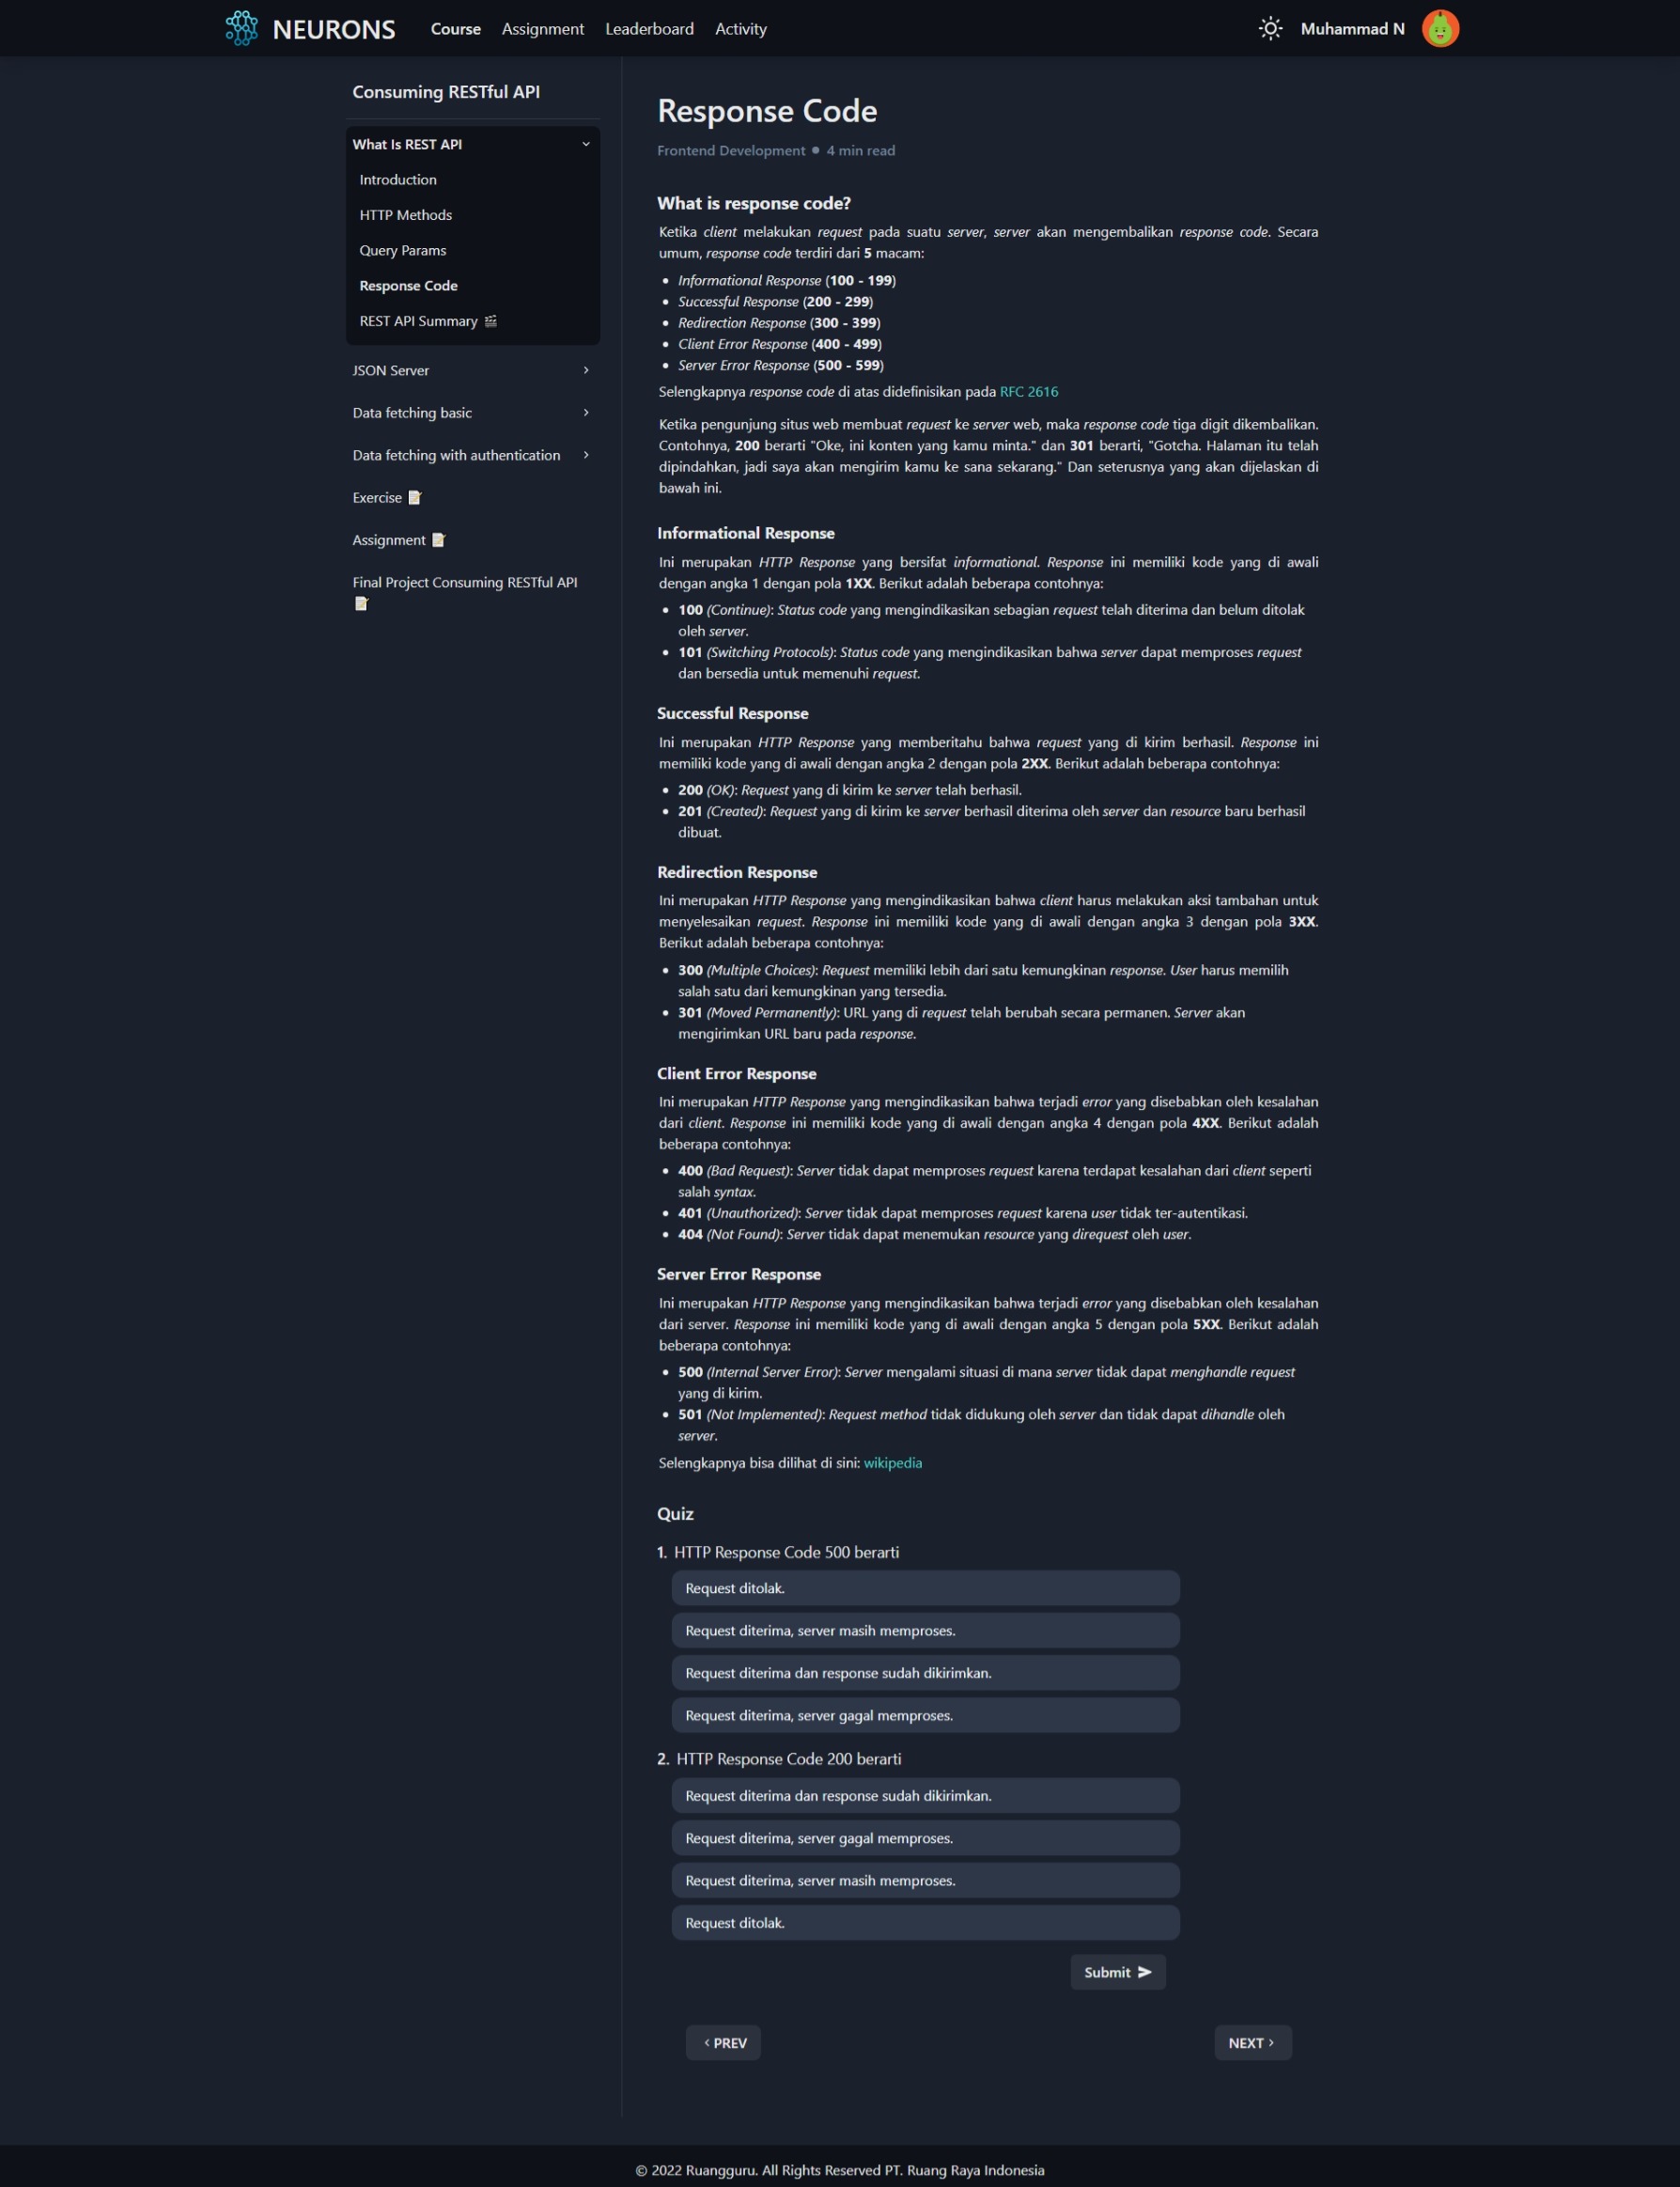 NEURONS
Course
Assignment
Leaderboard
Activity
Muhammad N
Consuming RESTful API
What Is REST API
Introduction
HTTP Methods
Query Params
Response Code
REST API Summary
JSON Server
Data fetching basic
Data fetching with authentication
Exercise
Assignment
Final Project Consuming RESTful API
Response Code
Frontend Development • 4 min read
What is response code?
Ketika client melakukan request pada suatu server, server akan mengembalikan response code. Secara
umum, response code terdiri dari 5 macam:
• Informational Response (100 - 199)
• Successful Response (200 - 299)
• Redirection Response (300 - 399)
• Client Error Response (400 - 499)
• Server Error Response (500 - 599)
Selengkapnya response code di atas didefinisikan pada RFC 2616
Ketika pengunjung situs web membuat request ke server web, maka response code tiga digit dikembalikan.
Contohnya, 200 berarti "Oke, ini konten yang kamu minta." dan 301 berarti, "Gotcha. Halaman itu telah
dipindahkan, jadi saya akan mengirim kamu ke sana sekarang." Dan seterusnya yang akan dijelaskan di
bawah ini.
Informational Response
Ini merupakan HTTP Response yang bersifat informational. Response ini memiliki kode yang di awali
dengan angka 1 dengan pola 1XX. Berikut adalah beberapa contohnya:
• 100 (Continue): Status code yang mengindikasikan sebagian request telah diterima dan belum ditolak
oleh server.
• 101 (Switching Protocols): Status code yang mengindikasikan bahwa server dapat memproses request
dan bersedia untuk memenuhi request.
Successful Response
Ini merupakan HTTP Response yang memberitahu bahwa request yang di kirim berhasil. Response ini
memiliki kode yang di awali dengan angka 2 dengan pola 2XX. Berikut adalah beberapa contohnya:
• 200 (OK): Request yang di kirim ke server telah berhasil.
• 201 (Created): Request yang di kirim ke server berhasil diterima oleh server dan resource baru berhasil
dibuat.
Redirection Response
Ini merupakan HTTP Response yang mengindikasikan bahwa client harus melakukan aksi tambahan untuk
menyelesaikan request. Response ini memiliki kode yang di awali dengan angka 3 dengan pola 3XX.
Berikut adalah beberapa contohnya:
• 300 (Multiple Choices): Request memiliki lebih dari satu kemungkinan response. User harus memilih
salah satu dari kemungkinan yang tersedia.
• 301 (Moved Permanently): URL yang di request telah berubah secara permanen. Server akan
mengirimkan URL baru pada response.
Client Error Response
Ini merupakan HTTP Response yang mengindikasikan bahwa terjadi error yang disebabkan oleh kesalahan
dari client. Response ini memiliki kode yang di awali dengan angka 4 dengan pola 4XX. Berikut adalah
beberapa contohnya:
• 400 (Bad Request): Server tidak dapat memproses request karena terdapat kesalahan dari client seperti
salah syntax.
• 401 (Unauthorized): Server tidak dapat memproses request karena user tidak ter-autentikasi.
• 404 (Not Found): Server tidak dapat menemukan resource yang direquest oleh user.
Server Error Response
Ini merupakan HTTP Response yang mengindikasikan bahwa terjadi error yang disebabkan oleh kesalahan
dari server. Response ini memiliki kode yang di awali dengan angka 5 dengan pola 5XX. Berikut adalah
beberapa contohnya:
• 500 (Internal Server Error): Server mengalami situasi di mana server tidak dapat menghandle request
yang di kirim.
• 501 (Not Implemented): Request method tidak didukung oleh server dan tidak dapat dihandle oleh
server.
Selengkapnya bisa dilihat di sini: wikipedia
Quiz
1. HTTP Response Code 500 berarti
Request ditolak.
Request diterima, server masih memproses.
Request diterima dan response sudah dikirimkan.
Request diterima, server gagal memproses.
2. HTTP Response Code 200 berarti
Request diterima dan response sudah dikirimkan.
Request diterima, server gagal memproses.
Request diterima, server masih memproses.
Request ditolak.
Submit
PREV
NEXT
© 2022 Ruangguru. All Rights Reserved PT. Ruang Raya Indonesia